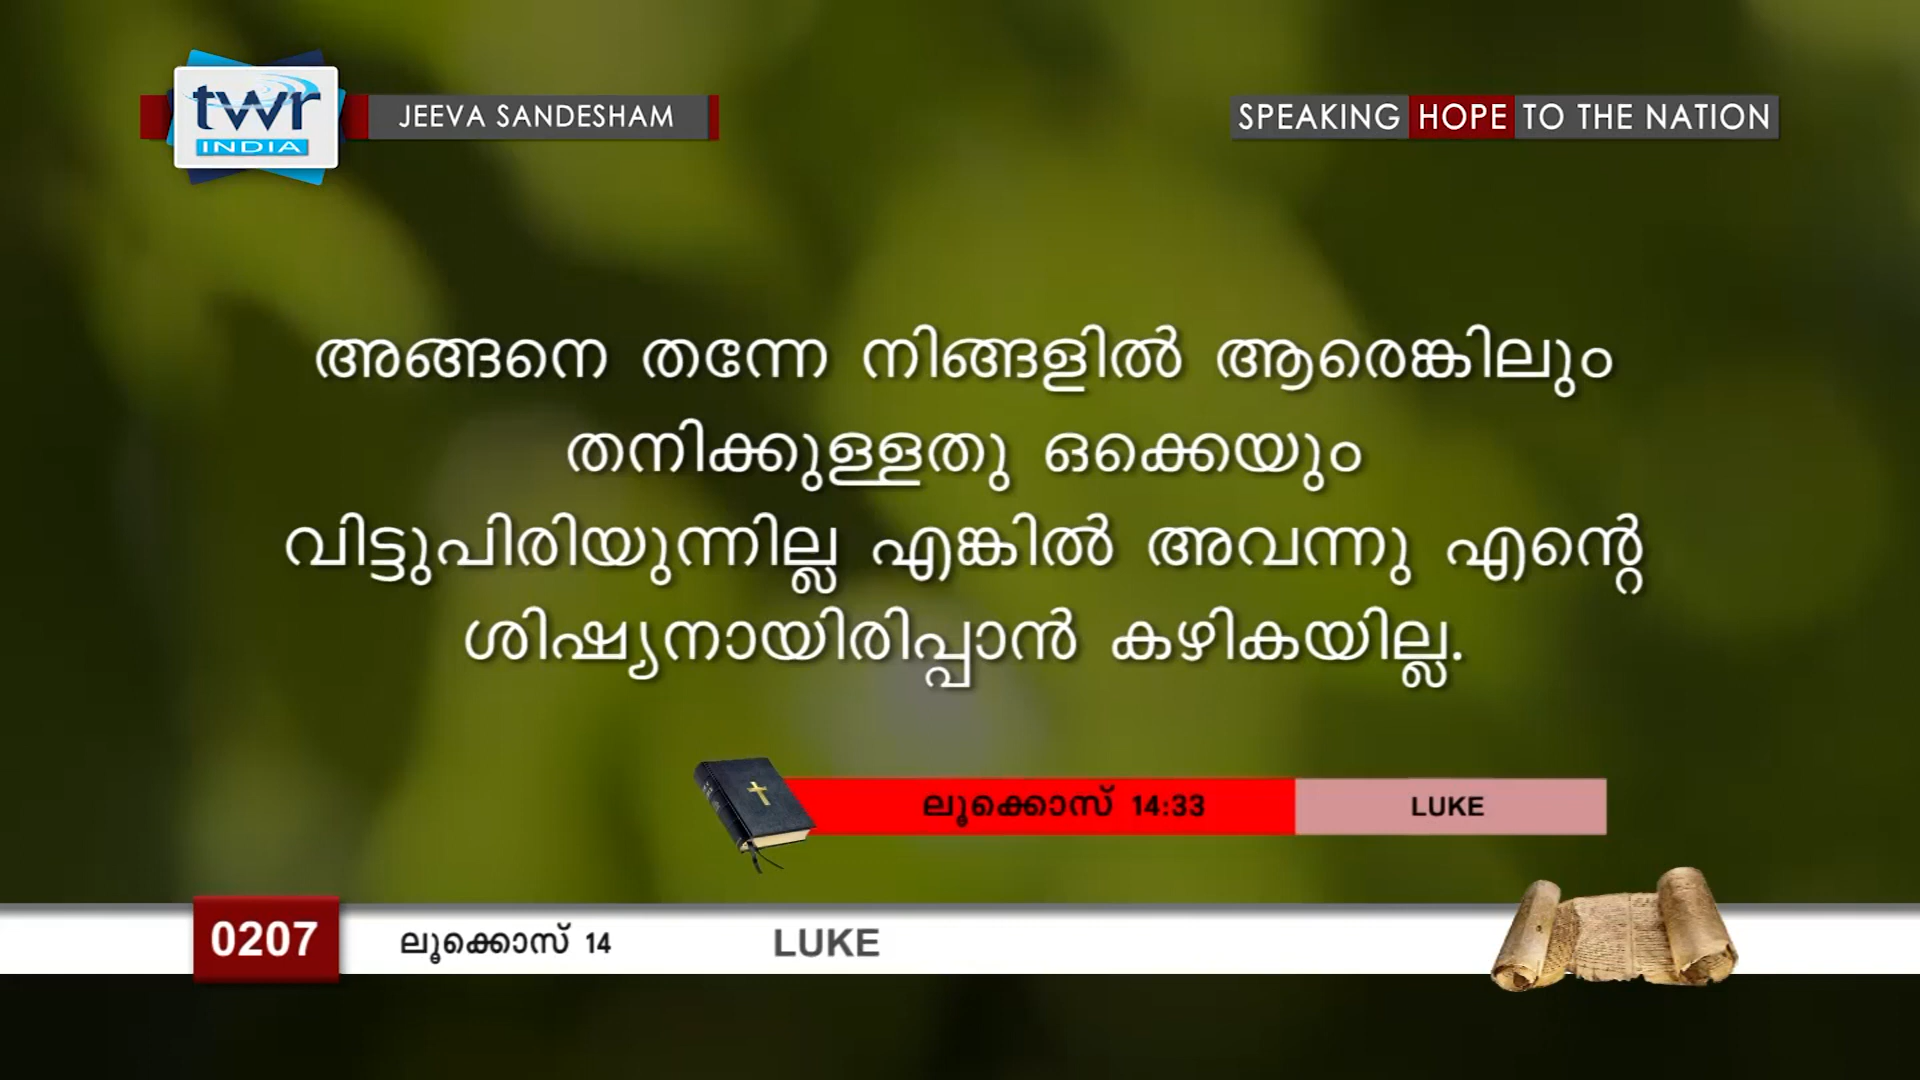 twr
INDIA
JEEVA SANDESHAM
SPEAKING HOPE TO THE NATION
അങ്ങനെ തന്നേ നിങ്ങളിൽ ആരെങ്കിലും
തനിക്കുള്ളതു ഒക്കെയും
വിട്ടുപിരിയുന്നില്ല എങ്കിൽ അവന്നു എന്റെ
ശിഷ്യനായിരിപ്പാൻ കഴികയില്ല.
ലൂക്കൊസ് 14:33 LUKE
0207 ലൂക്കൊസ് 14 LUKE